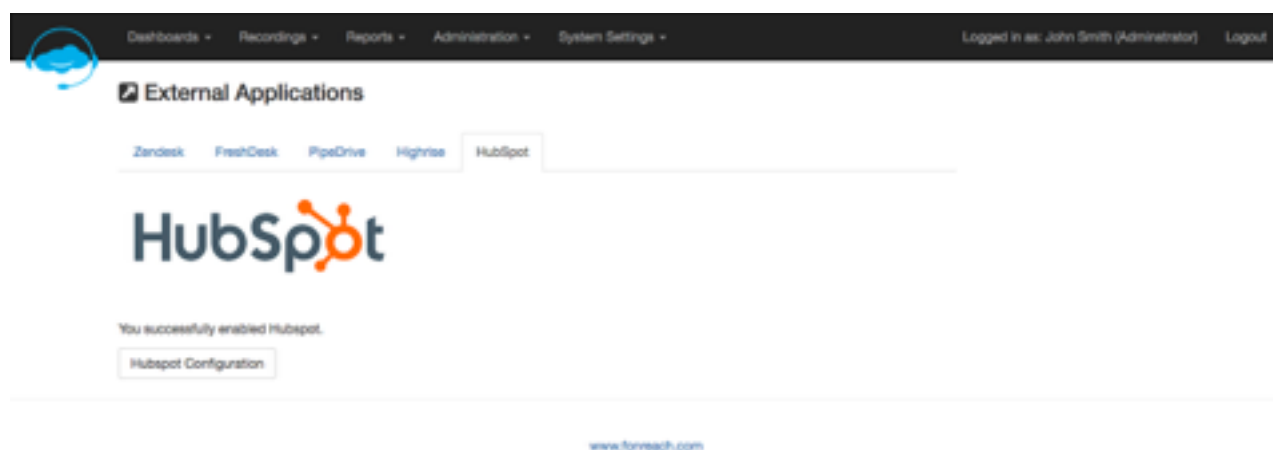 Dashboards Recordings Reports Administration System Settings Logged in as: John Smith (Adminstrator) Logout
External Applications
Zendesk FreshDesk PipeDrive Highrise HubSpot
HubSpot
You successfully enabled Hubspot.
Hubspot Configuration
www.fonreach.com